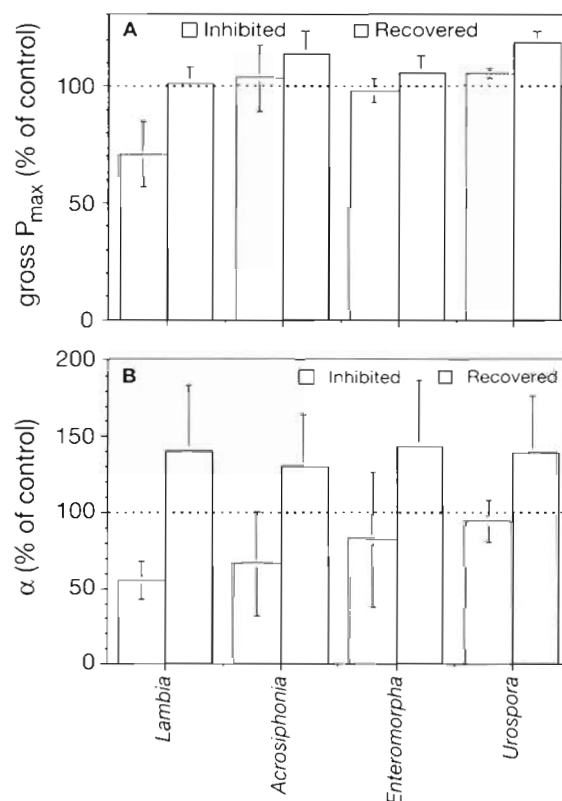 A Inhibited Recovered
gross Pmax (% of control)
100
50
0
B Inhibited Recovered
α (% of control)
200
150
100
50
0
Lambia
Acrosiphonia
Enteromorpha
Urospora